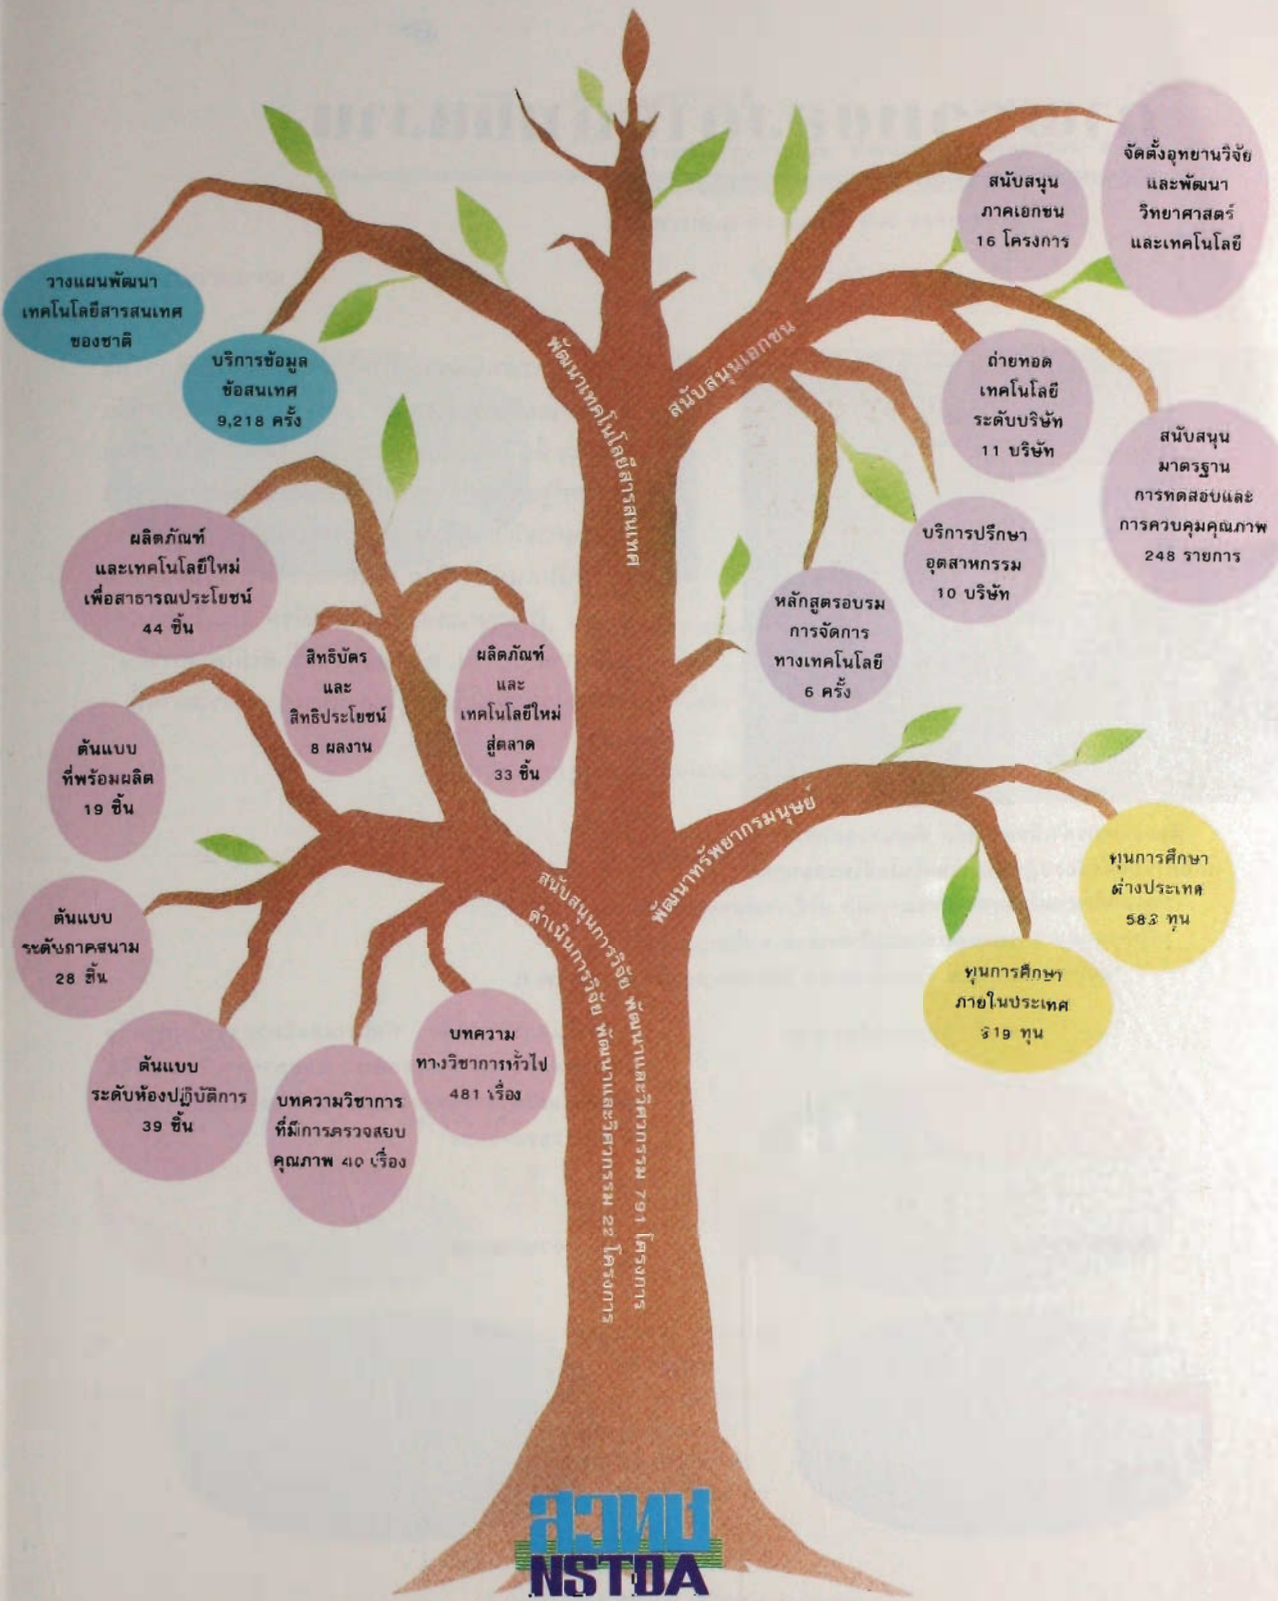 วางแผนพัฒนา
เทคโนโลยีสารสนเทศ
ของชาติ
บริการข้อมูล
ข้อสนเทศ
9,218 ครั้ง
พัฒนาเทคโนโลยีสารสนเทศ
สนับสนุนเอกชน
สนับสนุน
ภาคเอกชน
16 โครงการ
จัดตั้งอุทยานวิจัย
และพัฒนา
วิทยาศาสตร์
และเทคโนโลยี
ถ่ายทอด
เทคโนโลยี
ระดับบริษัท
11 บริษัท
สนับสนุน
มาตรฐาน
การทดสอบและ
การควบคุมคุณภาพ
248 รายการ
บริการปรึกษา
อุตสาหกรรม
10 บริษัท
หลักสูตรอบรม
การจัดการ
ทางเทคโนโลยี
6 ครั้ง
ผลิตภัณฑ์
และเทคโนโลยีใหม่
เพื่อสาธารณประโยชน์
44 ชิ้น
สิทธิบัตร
และ
สิทธิประโยชน์
8 ผลงาน
ผลิตภัณฑ์
และ
เทคโนโลยีใหม่
สู่ตลาด
33 ชิ้น
ต้นแบบ
ที่พร้อมผลิต
19 ชิ้น
ต้นแบบ
ระดับภาคสนาม
28 ชิ้น
ต้นแบบ
ระดับห้องปฏิบัติการ
39 ชิ้น
บทความวิชาการ
ที่มีการตรวจสอบ
คุณภาพ 40 เรื่อง
บทความ
ทางวิชาการทั่วไป
481 เรื่อง
สนับสนุนการวิจัย พัฒนาและวิศวกรรม 791 โครงการ
ดำเนินการวิจัย พัฒนาและวิศวกรรม 22 โครงการ
พัฒนาทรัพยากรมนุษย์
ทุนการศึกษา
ต่างประเทศ
ทุน
ทุนการศึกษา
ภายในประเทศ
ทุน
สวทช
NSTDA